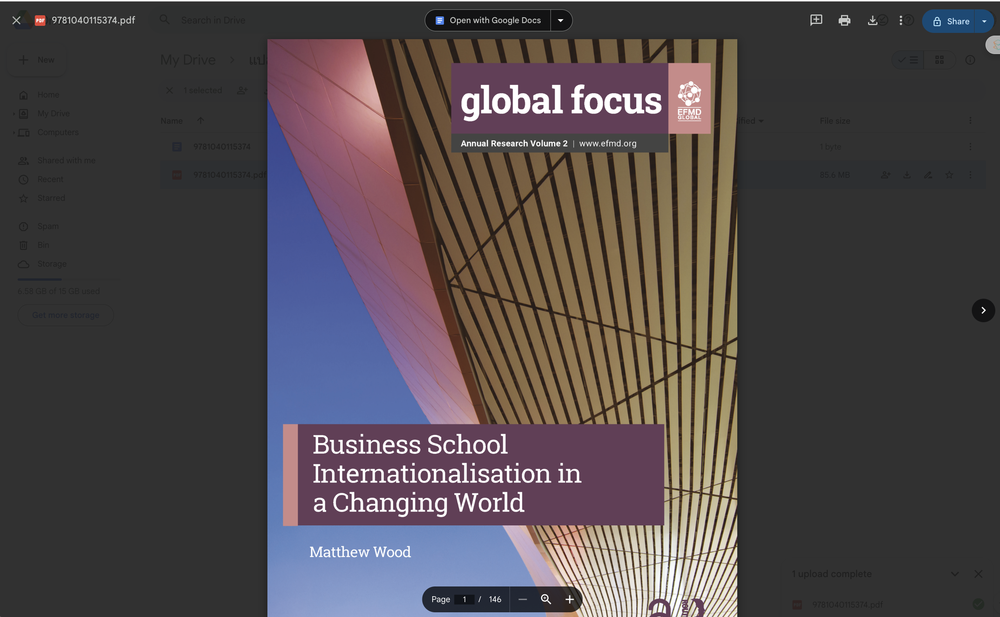 PDF 9781040115374.pdf
Search in Drive
Open with Google Docs
Share
New
My Drive > แปล
1 selected
Home
My Drive
Computers
Shared with me
Recent
Starred
Spam
Bin
Storage
6.58 GB of 15 GB used
Get more storage
Name
File size
9781040115374
1 byte
PDF 9781040115374.pdf
85.6 MB
global focus
EFMD
GLOBAL
Annual Research Volume 2 | www.efmd.org
Business School
Internationalisation in
a Changing World
Matthew Wood
Page 1 / 146
1 upload complete
PDF 9781040115374.pdf